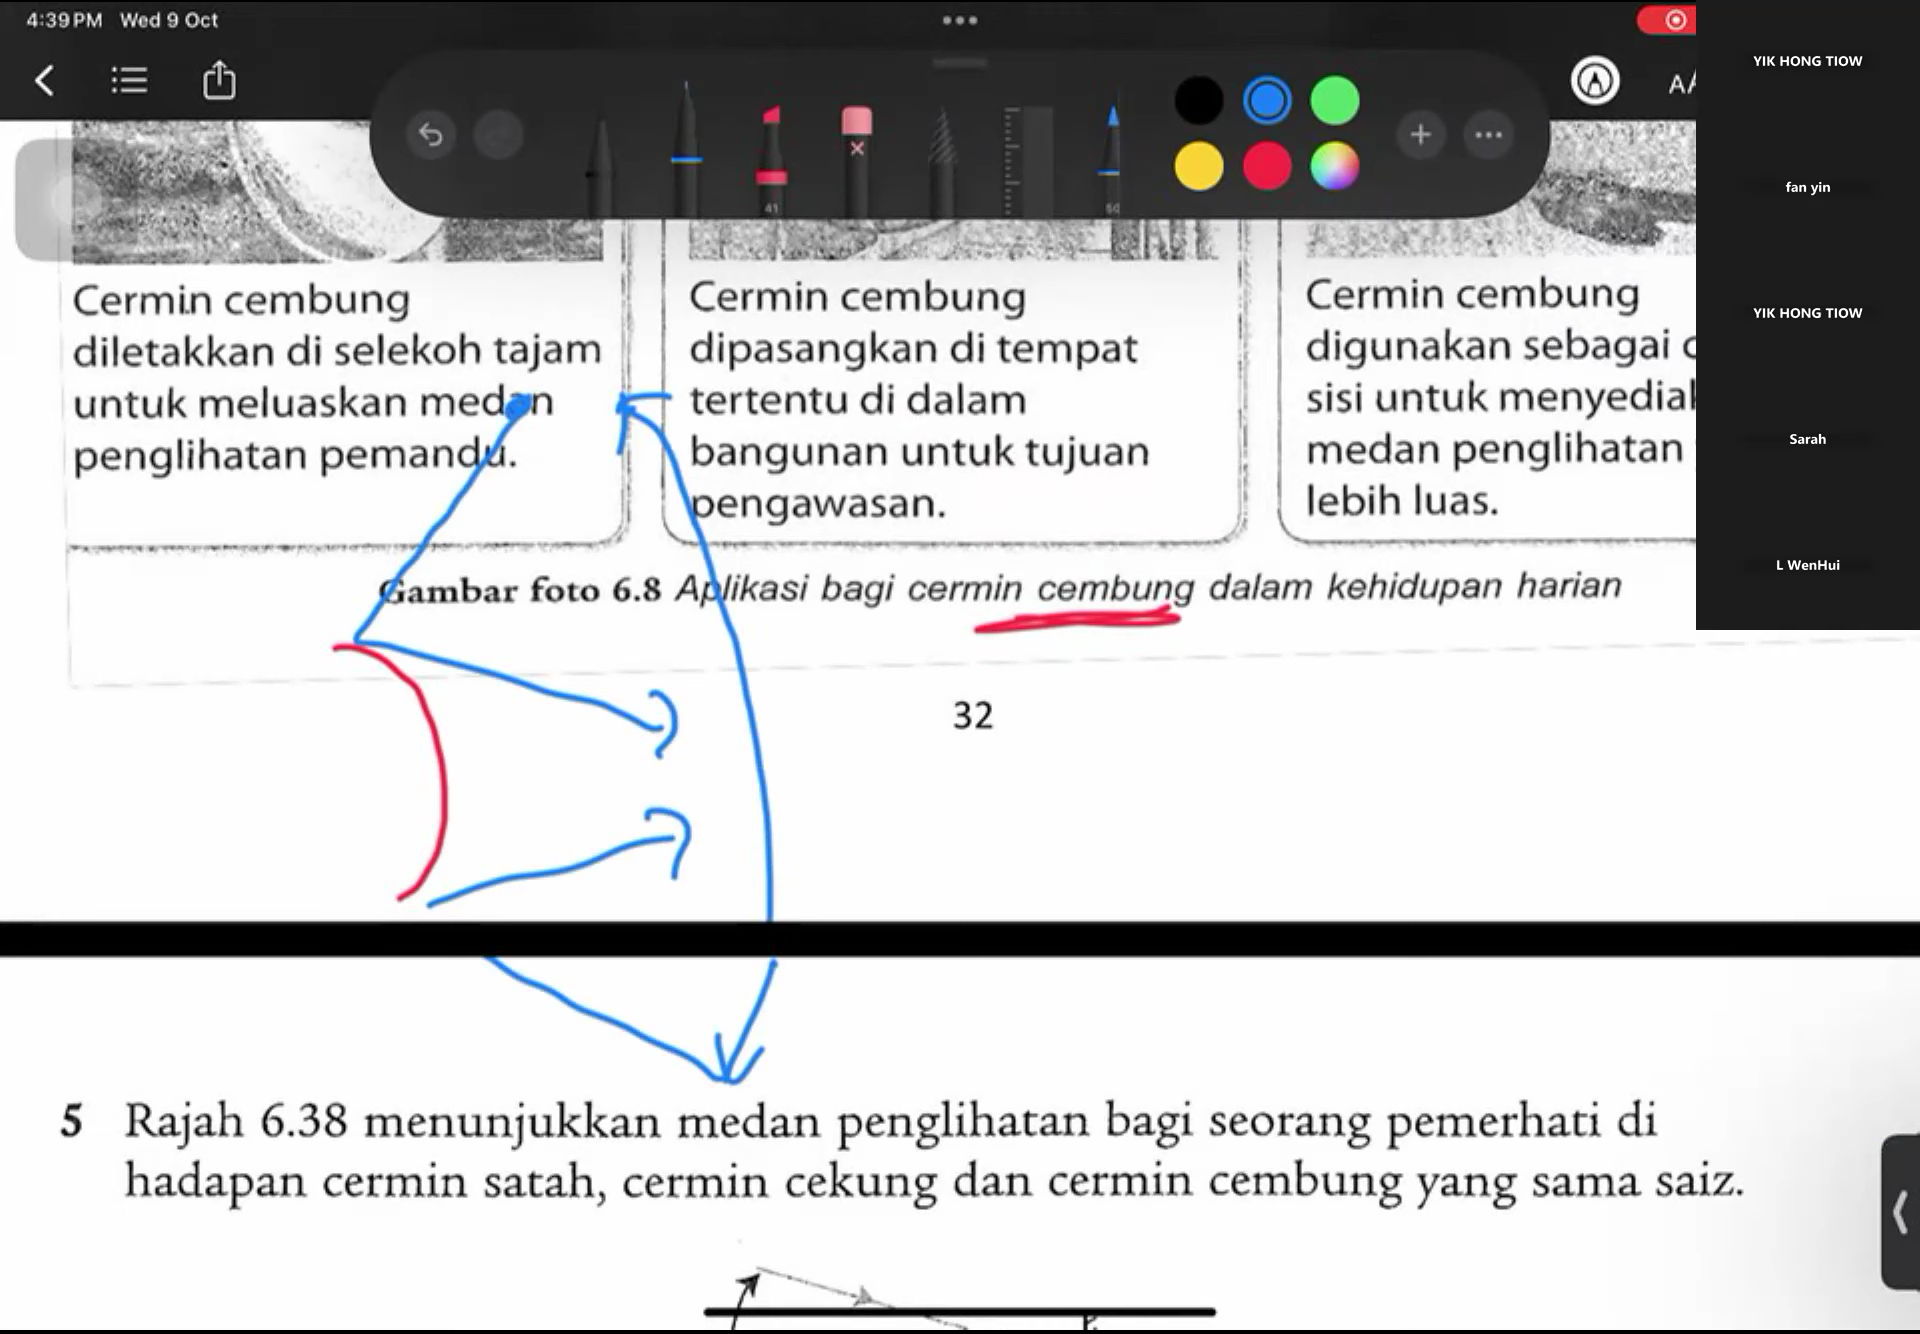 4:39 PM Wed 9 Oct
41
50
Cermin cembung
diletakkan di selekoh tajam
untuk meluaskan medan
penglihatan pemandu.
Cermin cembung
dipasangkan di tempat
tertentu di dalam
bangunan untuk tujuan
pengawasan.
Cermin cembung
digunakan sebagai
sisi untuk
medan penglihatan
lebih luas.
Gambar foto 6.8 Aplikasi bagi cermin cembung dalam kehidupan harian
32
5 Rajah 6.38 menunjukkan medan penglihatan bagi seorang pemerhati di
hadapan cermin satah, cermin cekung dan cermin cembung yang sama saiz.
YIK HONG TIOW
fan yin
YIK HONG TIOW
Sarah
L WenHui